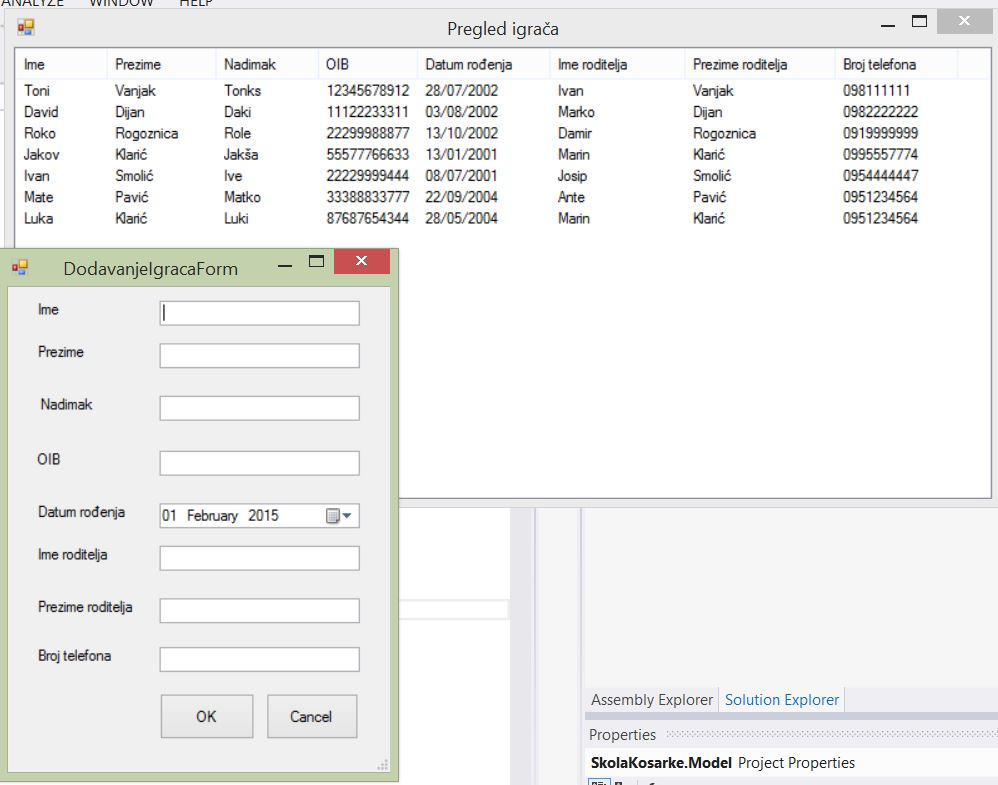 ANALYZE WINDOW HELP
Pregled igrača
Ime Prezime Nadimak OIB Datum rođenja Ime roditelja Prezime roditelja Broj telefona
Toni Vanjak Tonks 12345678912 28/07/2002 Ivan Vanjak 098111111
David Dijan Daki 11122233311 03/08/2002 Marko Dijan 0982222222
Roko Rogoznica Role 22299988877 13/10/2002 Damir Rogoznica 0919999999
Jakov Klarić Jakša 55577766633 13/01/2001 Marin Klarić 0995557774
Ivan Smolić Ive 22229999444 08/07/2001 Josip Smolić 0954444447
Mate Pavić Matko 33388833777 22/09/2004 Ante Pavić 0951234564
Luka Klarić Luki 87687654344 28/05/2004 Marin Klarić 0951234564
DodavanjeIgracaForm
Ime
Prezime
Nadimak
OIB
Datum rođenja 01 February 2015
Ime roditelja
Prezime roditelja
Broj telefona
OK Cancel
Assembly Explorer Solution Explorer
Properties
SkolaKosarke.Model Project Properties